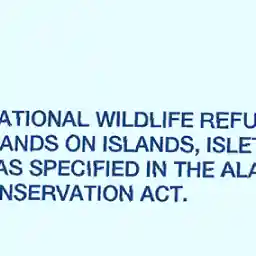 ATIONAL WILDLIFE REFU
ANDS ON ISLANDS, ISLET
AS SPECIFIED IN THE ALA
NSERVATION ACT.